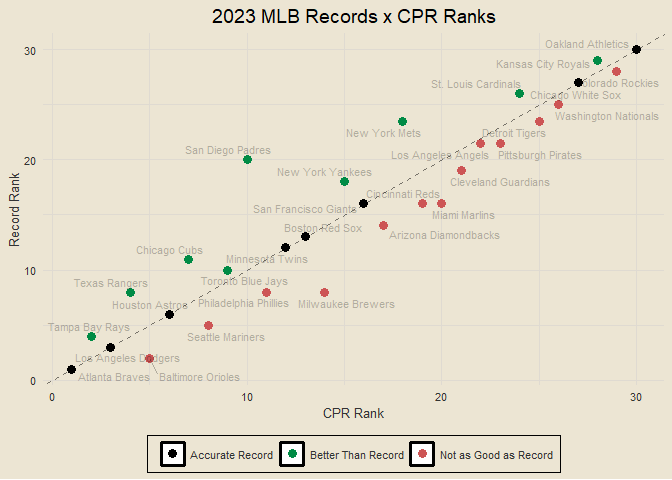 2023 MLB Records x CPR Ranks
Oakland Athletics
Kansas City Royals
Colorado Rockies
St. Louis Cardinals
Chicago White Sox
Washington Nationals
New York Mets
Detroit Tigers
San Diego Padres
Los Angeles Angels
Pittsburgh Pirates
New York Yankees
Cleveland Guardians
Cincinnati Reds
San Francisco Giants
Miami Marlins
Boston Red Sox
Arizona Diamondbacks
Chicago Cubs
Minnesota Twins
Texas Rangers
Toronto Blue Jays
Houston Astros
Philadelphia Phillies
Milwaukee Brewers
Tampa Bay Rays
Seattle Mariners
Los Angeles Dodgers
Atlanta Braves
Baltimore Orioles
30
20
10
0
Record Rank
0 10 20 30
CPR Rank
Accurate Record Better Than Record Not as Good as Record